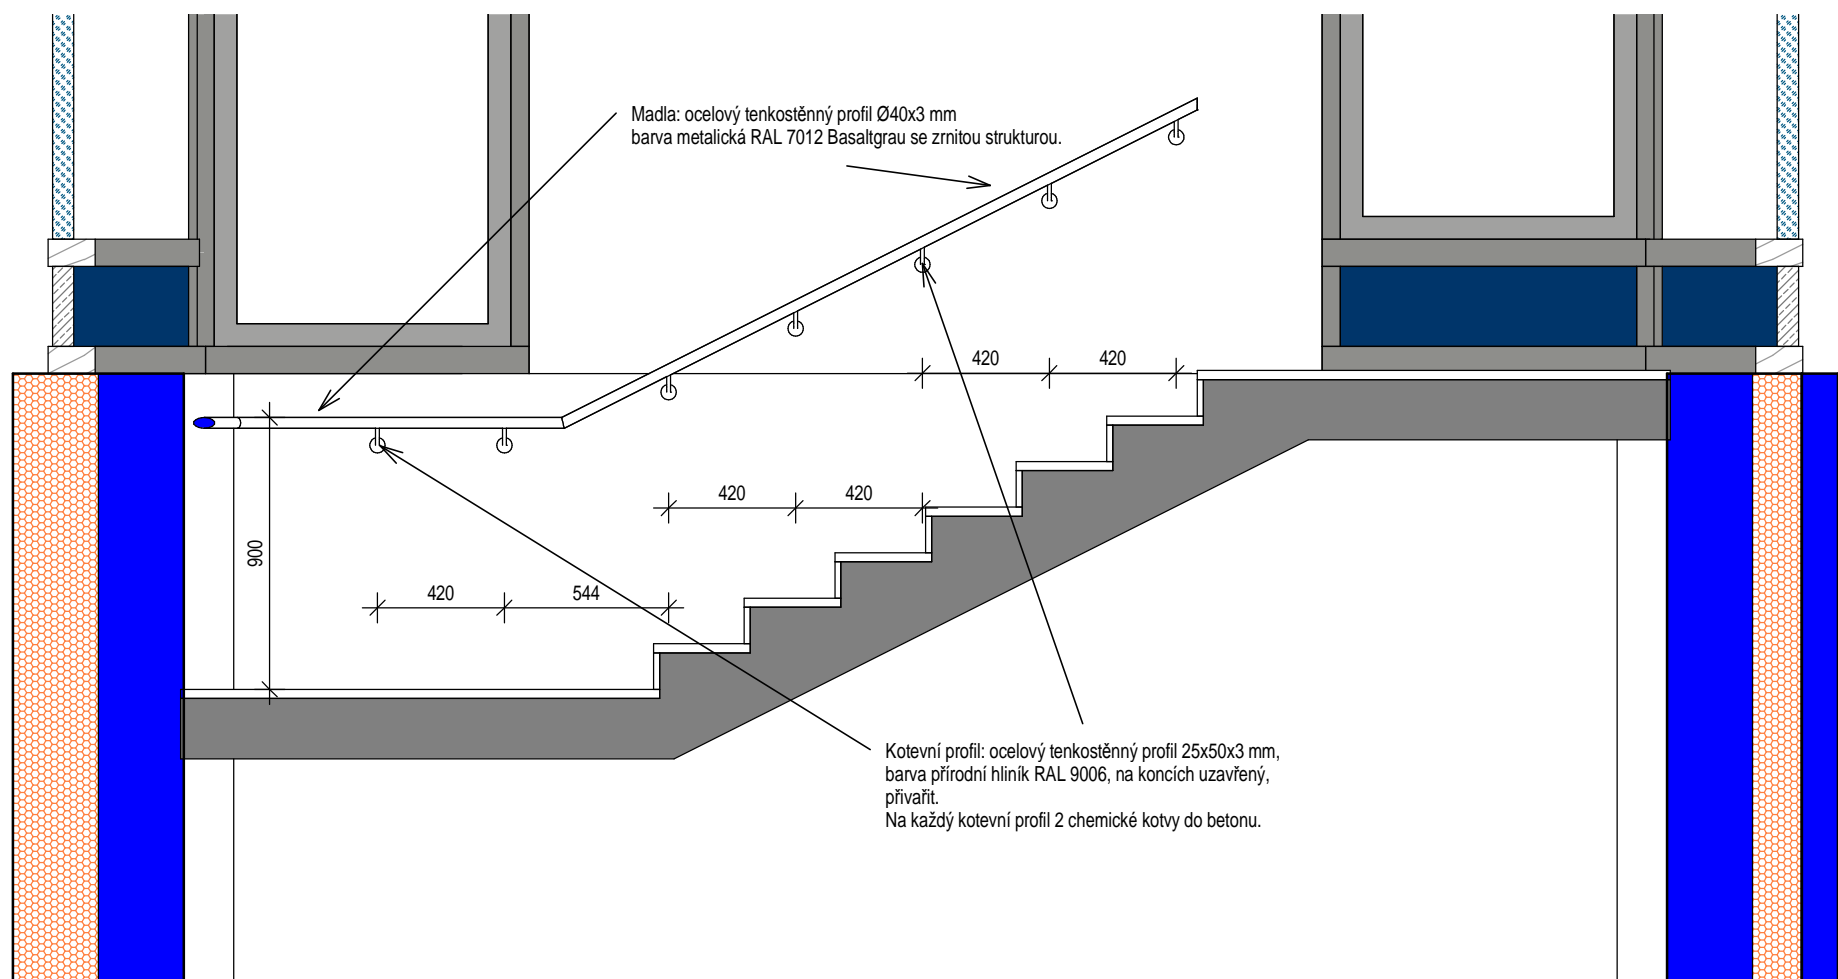 Madla: ocelový tenkostěnný profil Ø40x3 mm
barva metalická RAL 7012 Basaltgrau se zrnitou strukturou.
420
420
420
420
900
420
544
Kotevní profil: ocelový tenkostěnný profil 25x50x3 mm,
barva přírodní hliník RAL 9006, na koncích uzavřený,
přivařit.
Na každý kotevní profil 2 chemické kotvy do betonu.